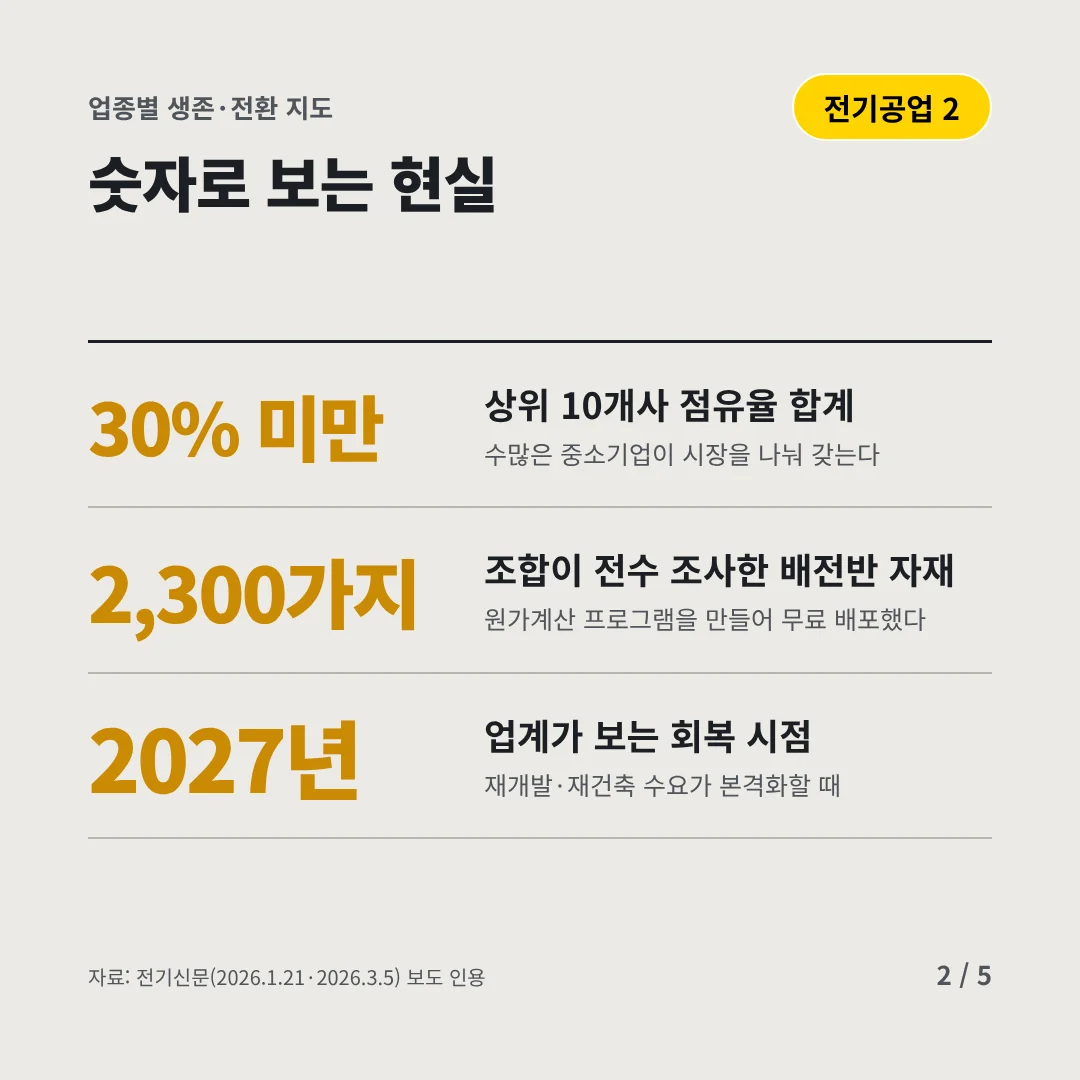 업종별 생존·전환 지도
전기공업 2
숫자로 보는 현실
30% 미만
상위 10개사 점유율 합계
수많은 중소기업이 시장을 나눠 갖는다
2,300가지
조합이 전수 조사한 배전반 자재
원가계산 프로그램을 만들어 무료 배포했다
2027년
업계가 보는 회복 시점
재개발·재건축 수요가 본격화할 때
자료: 전기신문(2026.1.21·2026.3.5) 보도 인용
2 / 5